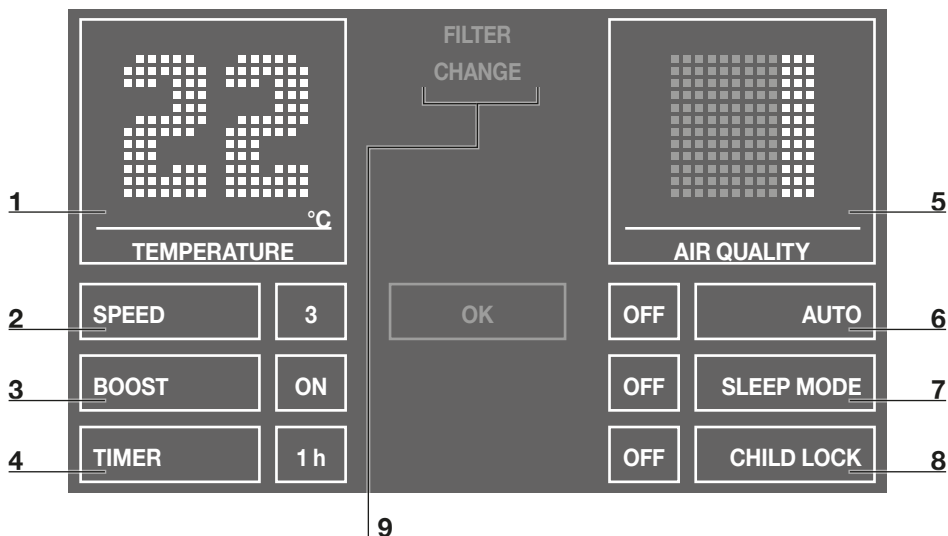 22
°C
TEMPERATURE
FILTER
CHANGE
AIR QUALITY
1
5
2
SPEED
3
OK
OFF
AUTO
6
3
BOOST
ON
OFF
SLEEP MODE
7
4
TIMER
1 h
OFF
CHILD LOCK
8
9